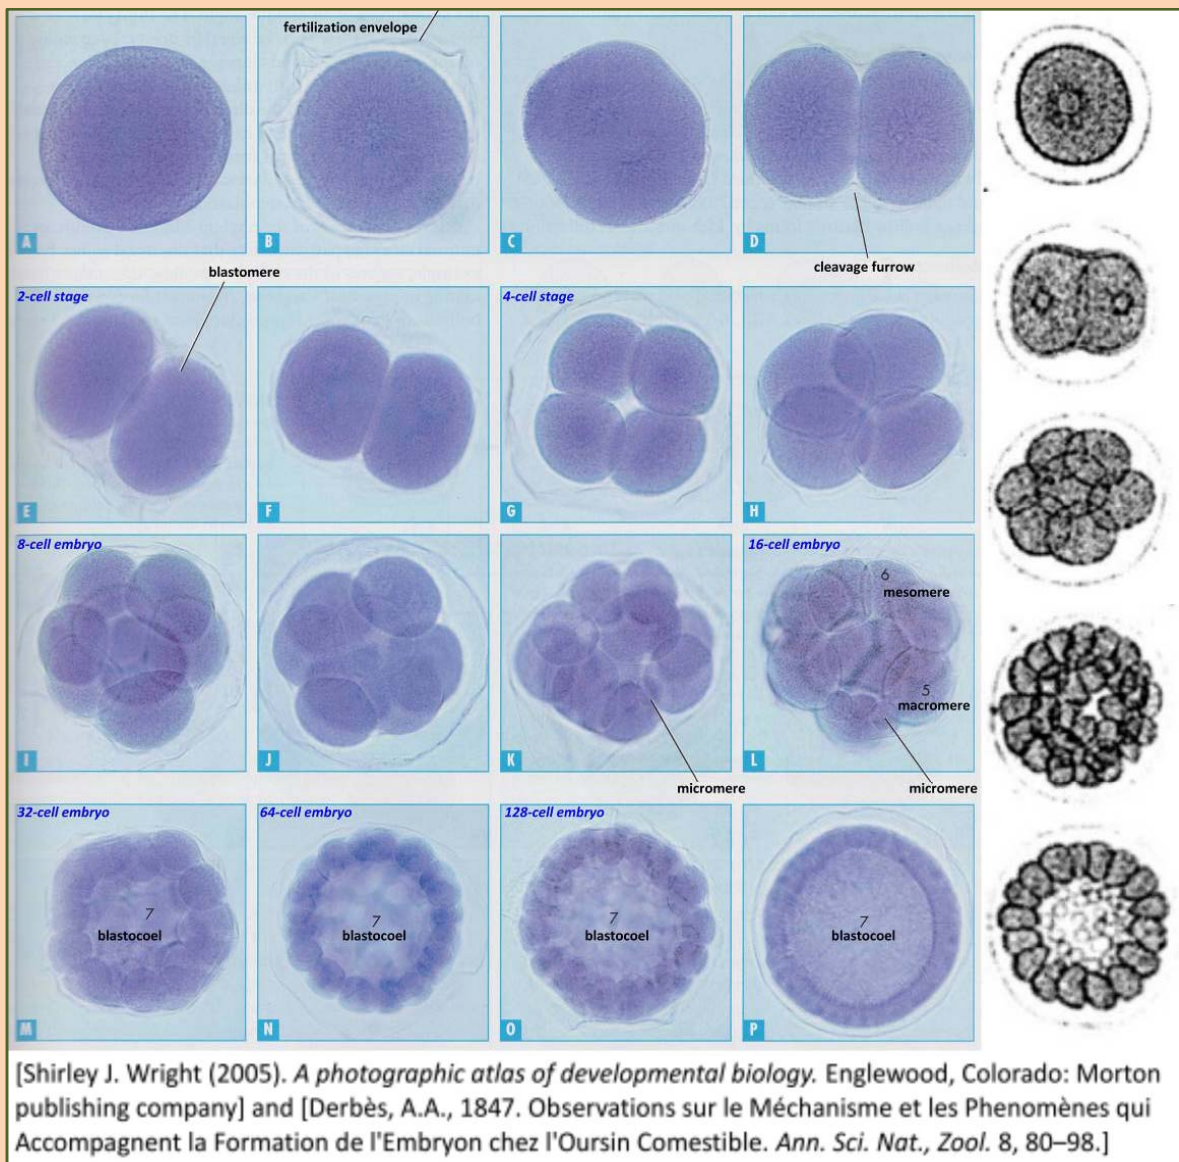 fertilization envelope
A
B
C
D
cleavage furrow
blastomere
2-cell stage
4-cell stage
E
F
G
H
8-cell embryo
16-cell embryo
6
mesomere
5
macromere
I
J
K
L
micromere
micromere
32-cell embryo
64-cell embryo
128-cell embryo
7
blastocoel
7
blastocoel
7
blastocoel
7
blastocoel
M
N
O
P
[Shirley J. Wright (2005). A photographic atlas of developmental biology. Englewood, Colorado: Morton
publishing company] and [Derbès, A.A., 1847. Observations sur le Méchanisme et les Phenomènes qui
Accompagnent la Formation de l'Embryon chez l'Oursin Comestible. Ann. Sci. Nat., Zool. 8, 80–98.]